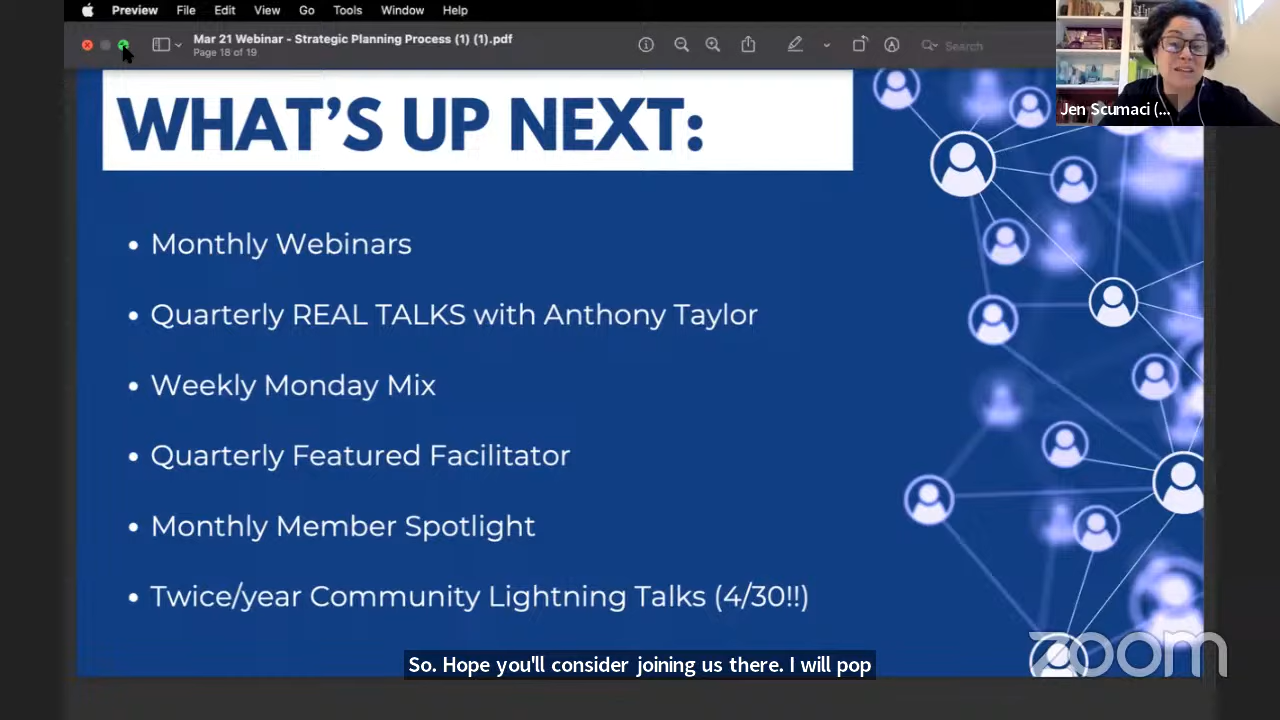 Preview File Edit View Go Tools Window Help
Mar 21 Webinar - Strategic Planning Process (1) (1).pdf
Page 18 of 19
Search
Jen Scumaci (...
WHAT'S UP NEXT:
• Monthly Webinars
• Quarterly REAL TALKS with Anthony Taylor
• Weekly Monday Mix
• Quarterly Featured Facilitator
• Monthly Member Spotlight
• Twice/year Community Lightning Talks (4/30!!)
zoom
So. Hope you'll consider joining us there. I will pop